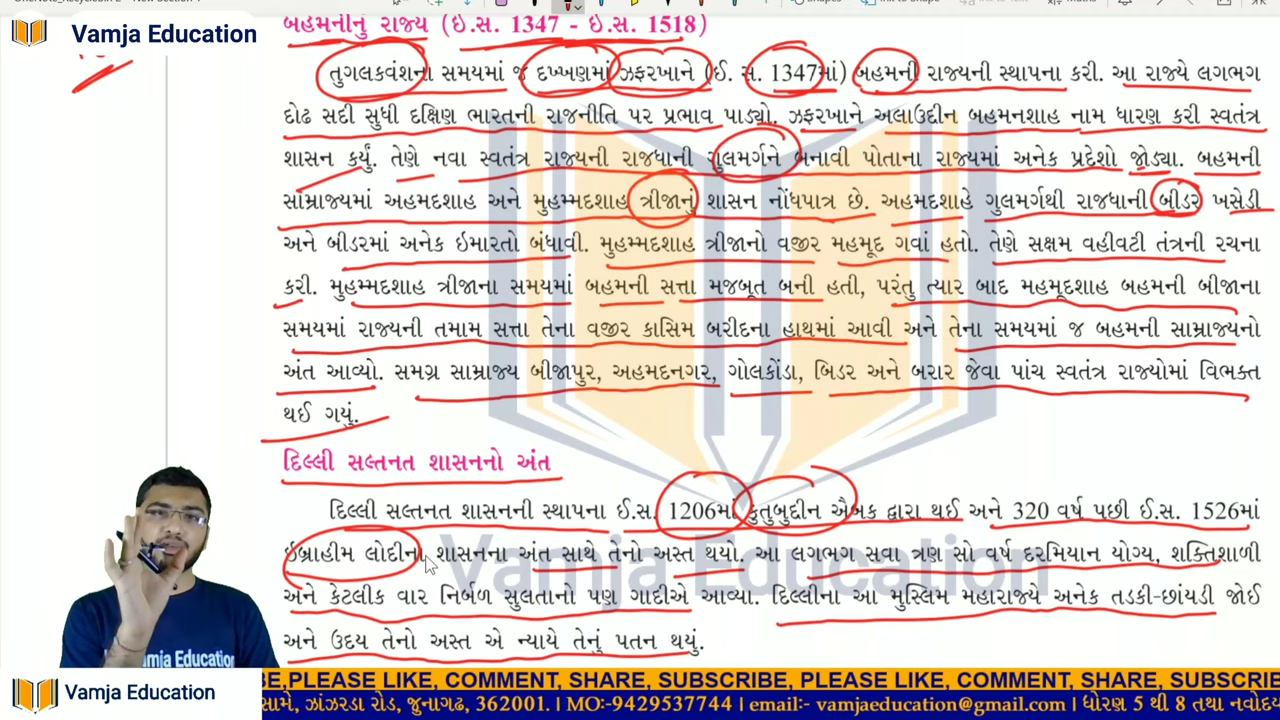 Vamja Education
બહમનીનું રાજ્ય (ઈ.સ. 1347 - ઈ.સ. 1518)
તુગલકવંશના સમયમાં જ દખ્ખણમાં ઝફરખાને (ઈ. સ. 1347માં) બહમની રાજ્યની સ્થાપના કરી. આ રાજ્યે લગભગ
દોઢ સદી સુધી દક્ષિણ ભારતની રાજનીતિ પર પ્રભાવ પાડ્યો. ઝફરખાને અલાઉદીન બહમનશાહ નામ ધારણ કરી સ્વતંત્ર
શાસન કર્યું. તેણે નવા સ્વતંત્ર રાજ્યની રાજધાની ગુલમર્ગને બનાવી પોતાના રાજ્યમાં અનેક પ્રદેશો જોડ્યા. બહમની
સામ્રાજ્યમાં અહમદશાહ અને મુહમ્મદશાહ ત્રીજાનું શાસન નોંધપાત્ર છે. અહમદશાહે ગુલમર્ગથી રાજધાની બીડર ખસેડી
અને બીડરમાં અનેક ઇમારતો બંધાવી. મુહમ્મદશાહ ત્રીજાનો વજીર મહમૂદ ગવાં હતો. તેણે સક્ષમ વહીવટી તંત્રની રચના
કરી. મુહમ્મદશાહ ત્રીજાના સમયમાં બહમની સત્તા મજબૂત બની હતી, પરંતુ ત્યાર બાદ મહમૂદશાહ બહમની બીજાના
સમયમાં રાજ્યની તમામ સત્તા તેના વજીર કાસિમ બરીદના હાથમાં આવી અને તેના સમયમાં જ બહમની સામ્રાજ્યનો
અંત આવ્યો. સમગ્ર સામ્રાજ્ય બીજાપુર, અહમદનગર, ગોલકોંડા, બિડર અને બરાર જેવા પાંચ સ્વતંત્ર રાજ્યોમાં વિભક્ત
થઈ ગયું.
દિલ્લી સલ્તનત શાસનનો અંત
દિલ્લી સલ્તનત શાસનની સ્થાપના ઈ.સ. 1206માં કુતુબુદીન ઐબક દ્વારા થઈ અને 320 વર્ષ પછી ઈ.સ. 1526માં
ઇબ્રાહીમ લોદીના શાસનના અંત સાથે તેનો અસ્ત થયો. આ લગભગ સવા ત્રણ સો વર્ષ દરમિયાન યોગ્ય, શક્તિશાળી
અને કેટલીક વાર નિર્બળ સુલતાનો પણ ગાદીએ આવ્યા. દિલ્લીના આ મુસ્લિમ મહારાજ્યે અનેક તડકી-છાંયડી જોઈ
અને ઉદય તેનો અસ્ત એ ન્યાયે તેનું પતન થયું.
Vamja Education
Vamja Education
Vamja Education
BE,PLEASE LIKE, COMMENT, SHARE, SUBSCRIBE, PLEASE LIKE, COMMENT, SHARE, SUBSCRIBE
સામે, ઝાંઝરડા રોડ, જુનાગઢ, 362001. | MO:-9429537744 | email:- vamjaeducation@gmail.com | ધોરણ 5 થી 8 તથા નવોદય